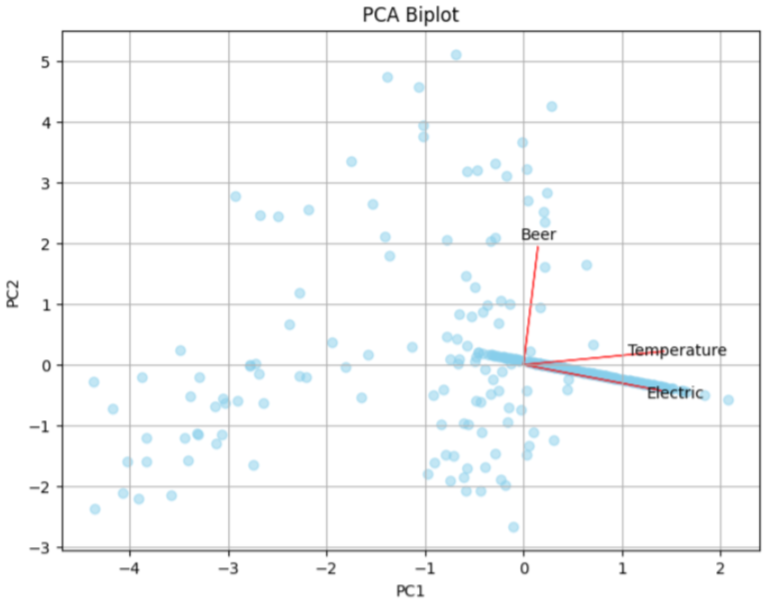 PCA Biplot
PC2
5
4
3
2
1
0
−1
−2
−3
Beer
Temperature
Electric
−4 −3 −2 −1 0 1 2
PC1